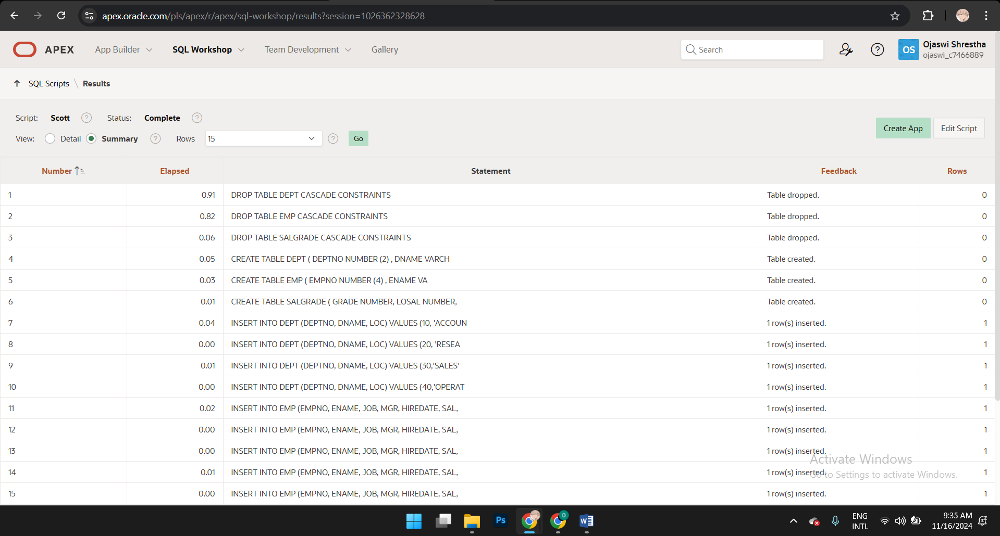 apex.oracle.com/pls/apex/r/apex/sql-workshop/results?session=1026362328628
APEX App Builder SQL Workshop Team Development Gallery Search OS Ojaswi Shrestha
ojaswi_c7466889
SQL Scripts \ Results
Script: Scott ? Status: Complete ?
View: Detail Summary ? Rows 15 ? Go Create App Edit Script
Number Elapsed Statement Feedback Rows
1 0.91 DROP TABLE DEPT CASCADE CONSTRAINTS Table dropped. 0
2 0.82 DROP TABLE EMP CASCADE CONSTRAINTS Table dropped. 0
3 0.06 DROP TABLE SALGRADE CASCADE CONSTRAINTS Table dropped. 0
4 0.05 CREATE TABLE DEPT ( DEPTNO NUMBER (2) , DNAME VARCH Table created. 0
5 0.03 CREATE TABLE EMP ( EMPNO NUMBER (4) , ENAME VA Table created. 0
6 0.01 CREATE TABLE SALGRADE ( GRADE NUMBER, LOSAL NUMBER, Table created. 0
7 0.04 INSERT INTO DEPT (DEPTNO, DNAME, LOC) VALUES (10, 'ACCOUN 1 row(s) inserted. 1
8 0.00 INSERT INTO DEPT (DEPTNO, DNAME, LOC) VALUES (20, 'RESEA 1 row(s) inserted. 1
9 0.01 INSERT INTO DEPT (DEPTNO, DNAME, LOC) VALUES (30,'SALES' 1 row(s) inserted. 1
10 0.00 INSERT INTO DEPT (DEPTNO, DNAME, LOC) VALUES (40,'OPERAT 1 row(s) inserted. 1
11 0.02 INSERT INTO EMP (EMPNO, ENAME, JOB, MGR, HIREDATE, SAL, 1 row(s) inserted. 1
12 0.00 INSERT INTO EMP (EMPNO, ENAME, JOB, MGR, HIREDATE, SAL, 1 row(s) inserted. 1
13 0.00 INSERT INTO EMP (EMPNO, ENAME, JOB, MGR, HIREDATE, SAL, 1 row(s) inserted. 1
Activate Windows
14 0.01 INSERT INTO EMP (EMPNO, ENAME, JOB, MGR, HIREDATE, SAL, 1 row(s) inserted. 1
Go to Settings to activate Windows.
15 0.00 INSERT INTO EMP (EMPNO, ENAME, JOB, MGR, HIREDATE, SAL, 1 row(s) inserted. 1
Ps O W ENG 9:35 AM
INTL 11/16/2024